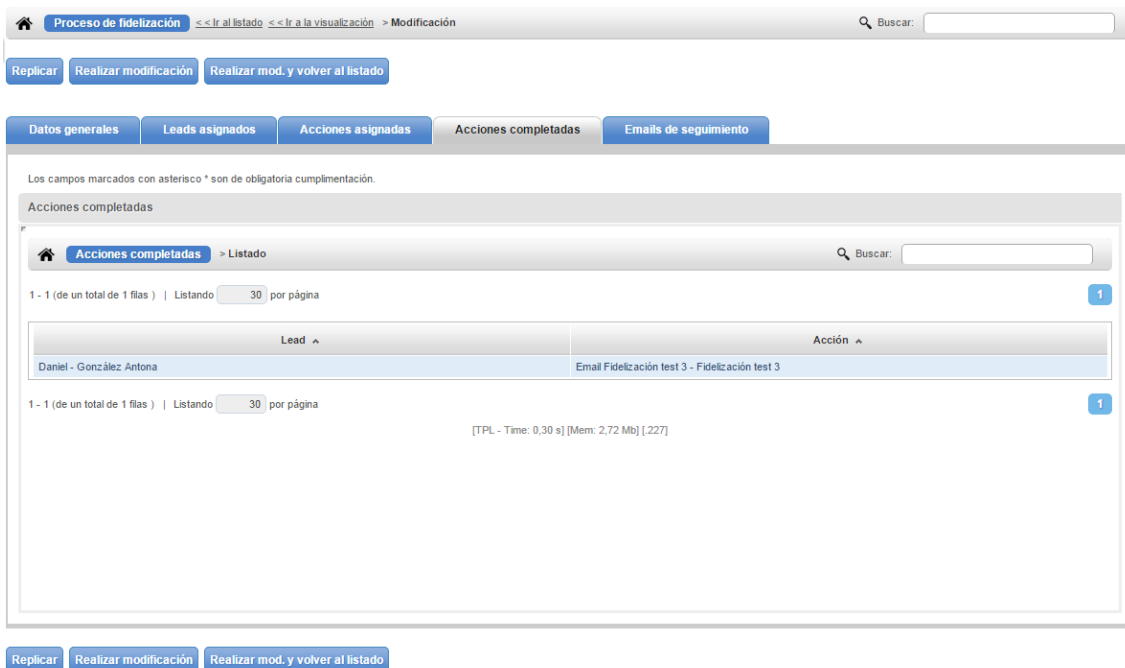 Proceso de fidelización << Ir al listado << Ir a la visualización > Modificación Buscar:
Replicar Realizar modificación Realizar mod. y volver al listado
Datos generales Leads asignados Acciones asignadas Acciones completadas Emails de seguimiento
Los campos marcados con asterisco * son de obligatoria cumplimentación.
Acciones completadas
Acciones completadas > Listado Buscar:
1 - 1 (de un total de 1 filas ) | Listando 30 por página 1
Lead Acción
Daniel - González Antona Email Fidelización test 3 - Fidelización test 3
1 - 1 (de un total de 1 filas ) | Listando 30 por página 1
[TPL - Time: 0,30 s] [Mem: 2,72 Mb] [.227]
Replicar Realizar modificación Realizar mod. y volver al listado